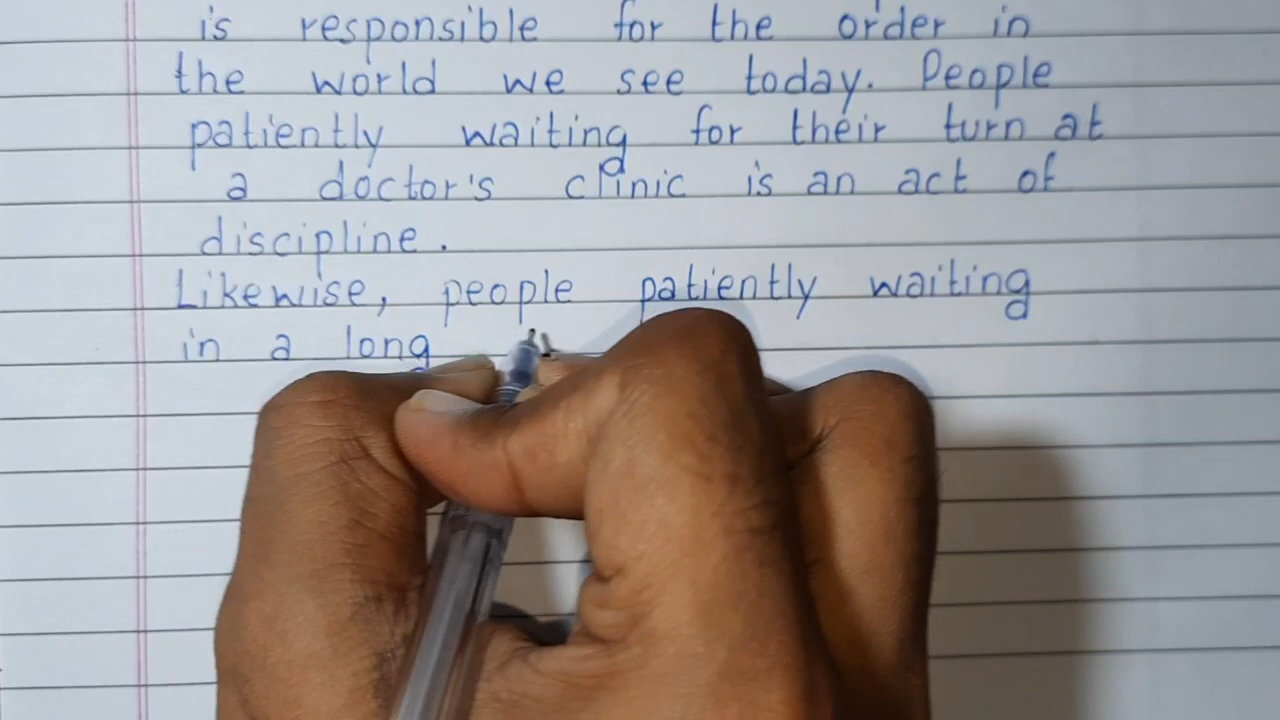 is responsible for the order in
the world we see today. People
patiently waiting for their turn at
a doctor's clinic is an act of
discipline.
Likewise, people patiently waiting
in a long